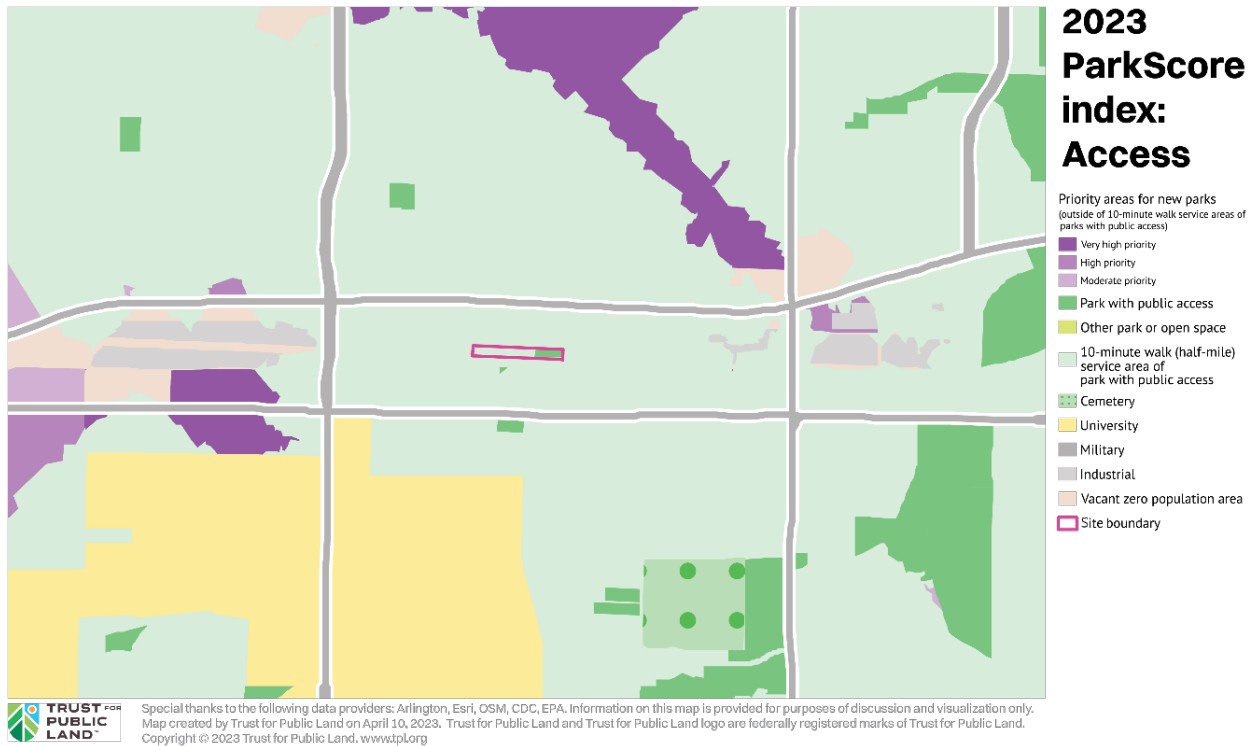 2023
ParkScore
index:
Access
Priority areas for new parks
(outside of 10-minute walk service areas of
parks with public access)
Very high priority
High priority
Moderate priority
Park with public access
Other park or open space
10-minute walk (half-mile)
service area of
park with public access
Cemetery
University
Military
Industrial
Vacant zero population area
Site boundary
TRUST FOR
PUBLIC
LAND™
Special thanks to the following data providers: Arlington, Esri, OSM, CDC, EPA. Information on this map is provided for purposes of discussion and visualization only.
Map created by Trust for Public Land on April 10, 2023. Trust for Public Land and Trust for Public Land logo are federally registered marks of Trust for Public Land.
Copyright © 2023 Trust for Public Land. www.tpl.org